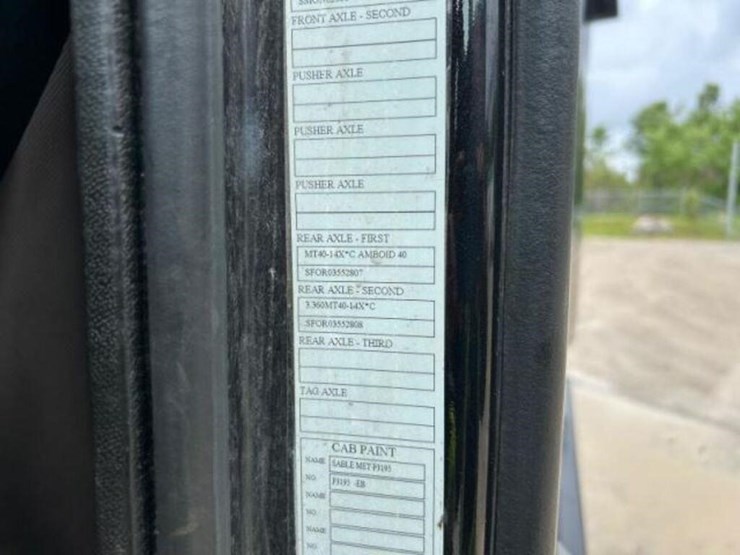 FRONT AXLE - SECOND
PUSHER AXLE
PUSHER AXLE
PUSHER AXLE
REAR AXLE - FIRST
MT40-14X*C AMBOID 40
SFOR03552807
REAR AXLE - SECOND
3.360MT40-14X*C
SFOR03552808
REAR AXLE - THIRD
TAG AXLE
CAB PAINT
NAME SABLE MET P3193
NO. P3193 -EB
NAME
NO.
NAME
NO.